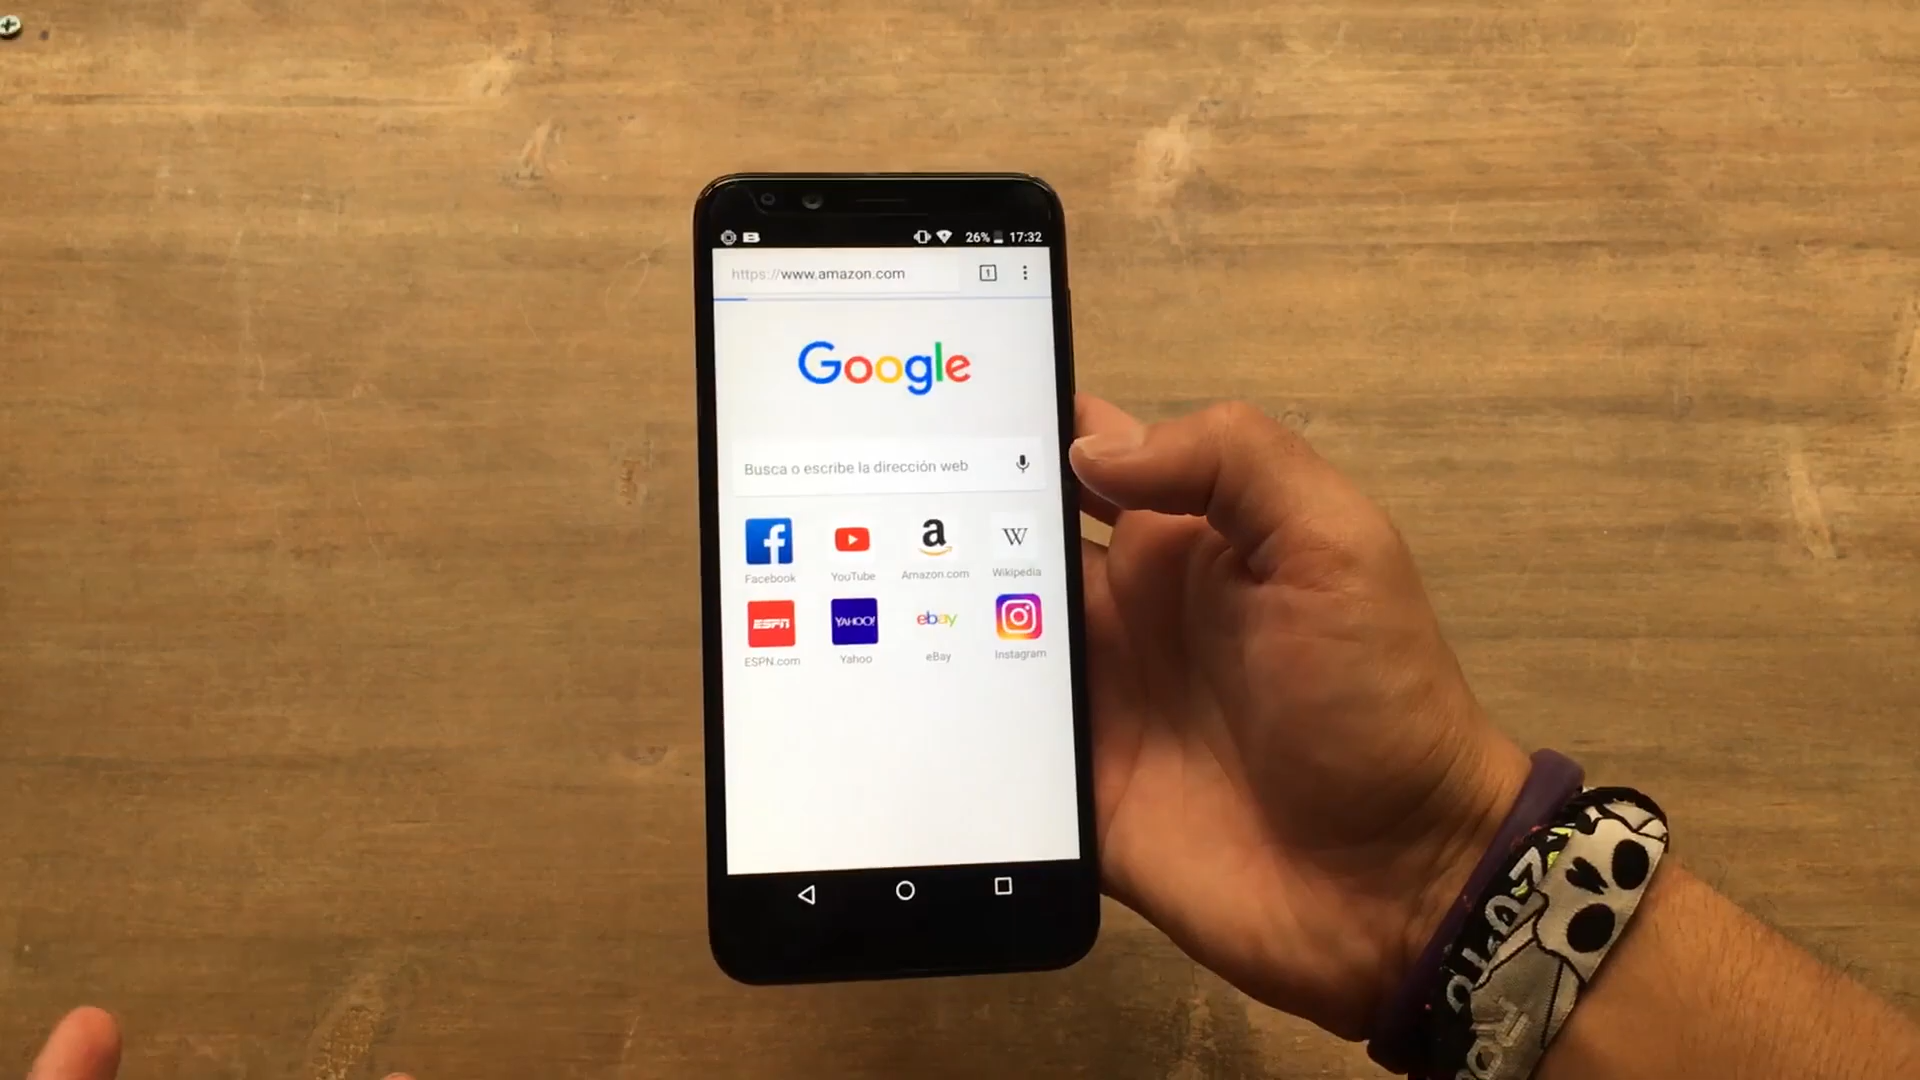 B 26% 17:32
https://www.amazon.com 1
Google
Busca o escribe la dirección web
f a W
Facebook YouTube Amazon.com Wikipedia
ESPN YAHOO! ebay
ESPN.com Yahoo eBay Instagram